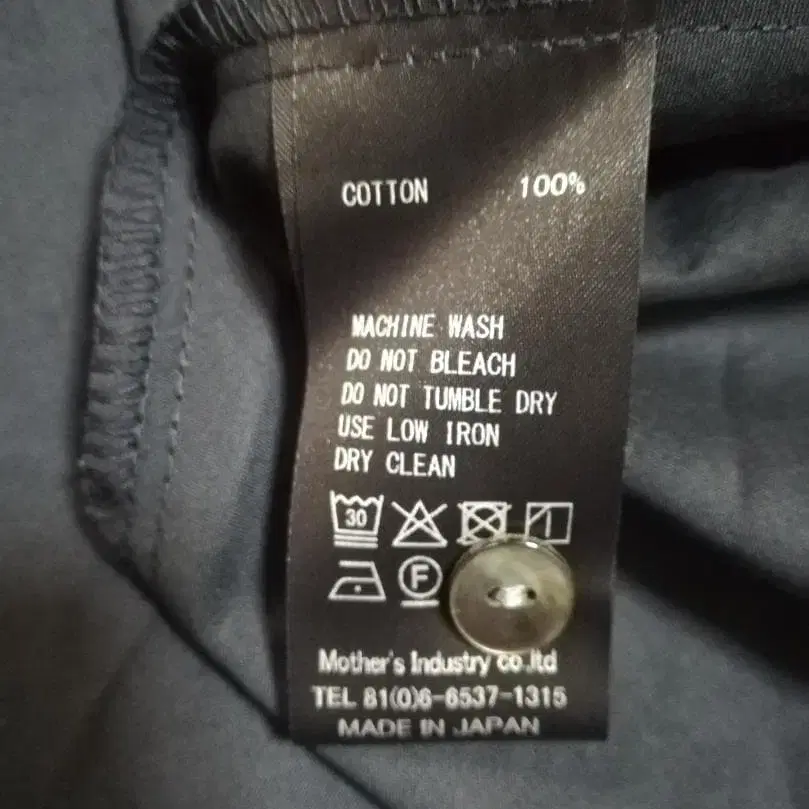 COTTON 100%
MACHINE WASH
DO NOT BLEACH
DO NOT TUMBLE DRY
USE LOW IRON
DRY CLEAN
30
F
Mother's Industry co.ltd
TEL 81(0)6-6537-1315
MADE IN JAPAN